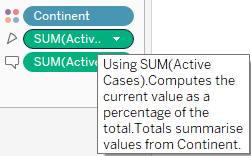 Continent
SUM(Activ..
SUM(Active
Using SUM(Active
Cases).Computes the
current value as a
percentage of the
total.Totals summarise
values from Continent.